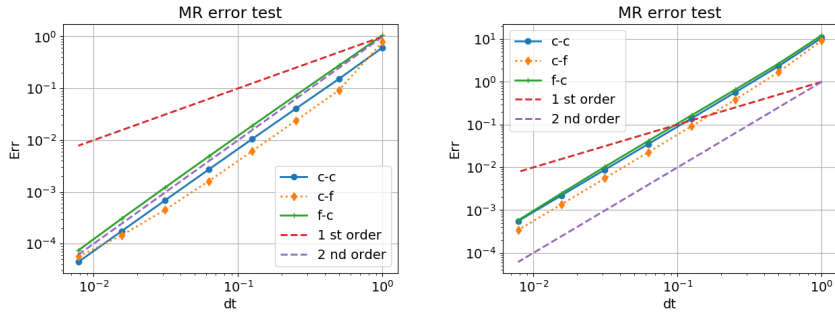 MR error test
10⁰
10⁻¹
10⁻²
10⁻³
10⁻⁴
Err
c-c
c-f
f-c
1 st order
2 nd order
10⁻²
10⁻¹
10⁰
dt
MR error test
10¹
10⁰
10⁻¹
10⁻²
10⁻³
10⁻⁴
Err
c-c
c-f
f-c
1 st order
2 nd order
10⁻²
10⁻¹
10⁰
dt